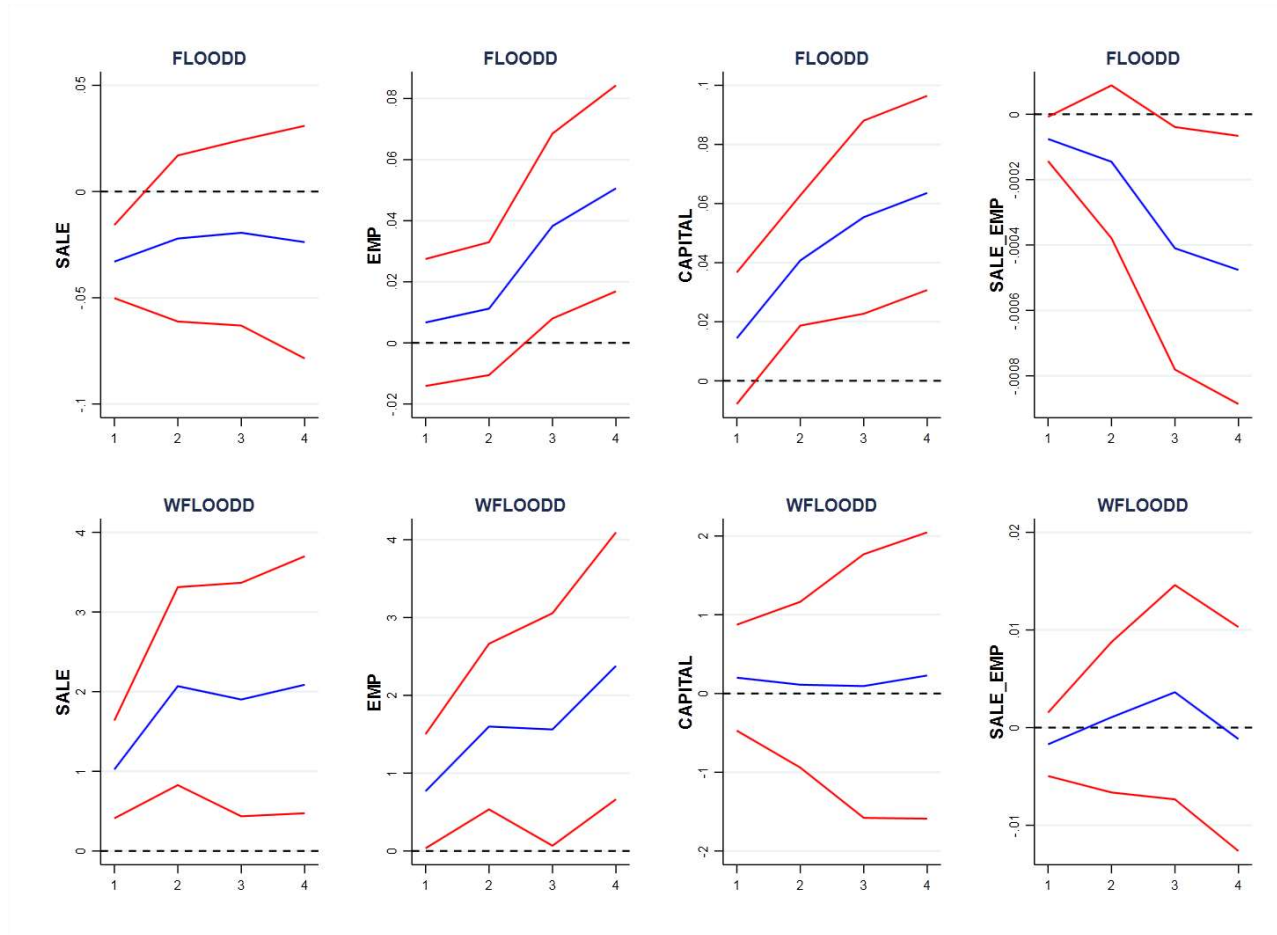 FLOODD
SALE
.05
0
-.05
-.1
1 2 3 4
FLOODD
EMP
.08
.06
.04
.02
0
-.02
1 2 3 4
FLOODD
CAPITAL
.1
.08
.06
.04
.02
0
1 2 3 4
FLOODD
SALE_EMP
0
-.0002
-.0004
-.0006
-.0008
1 2 3 4
WFLOODD
SALE
4
3
2
1
0
1 2 3 4
WFLOODD
EMP
4
3
2
1
0
1 2 3 4
WFLOODD
CAPITAL
2
1
0
-1
-2
1 2 3 4
WFLOODD
SALE_EMP
.02
.01
0
-.01
1 2 3 4